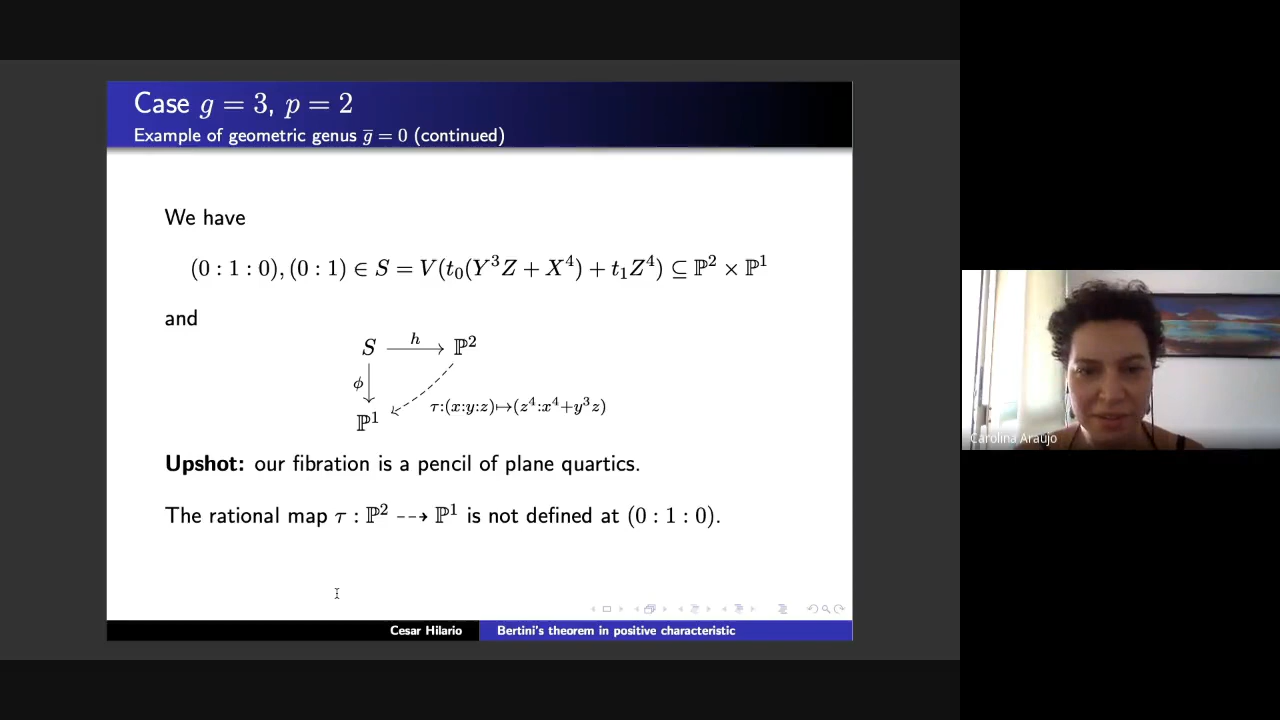 Case g = 3, p = 2
Example of geometric genus g̅ = 0 (continued)
We have
(0 : 1 : 0), (0 : 1) ∈ S = V(t₀(Y³Z + X⁴) + t₁Z⁴) ⊆ ℙ² × ℙ¹
and
S h ℙ²
ϕ
τ:(x:y:z)↦(z⁴:x⁴+y³z)
ℙ¹
Upshot: our fibration is a pencil of plane quartics.
The rational map τ : ℙ² ⇢ ℙ¹ is not defined at (0 : 1 : 0).
Cesar Hilario Bertini's theorem in positive characteristic
Carolina Araujo